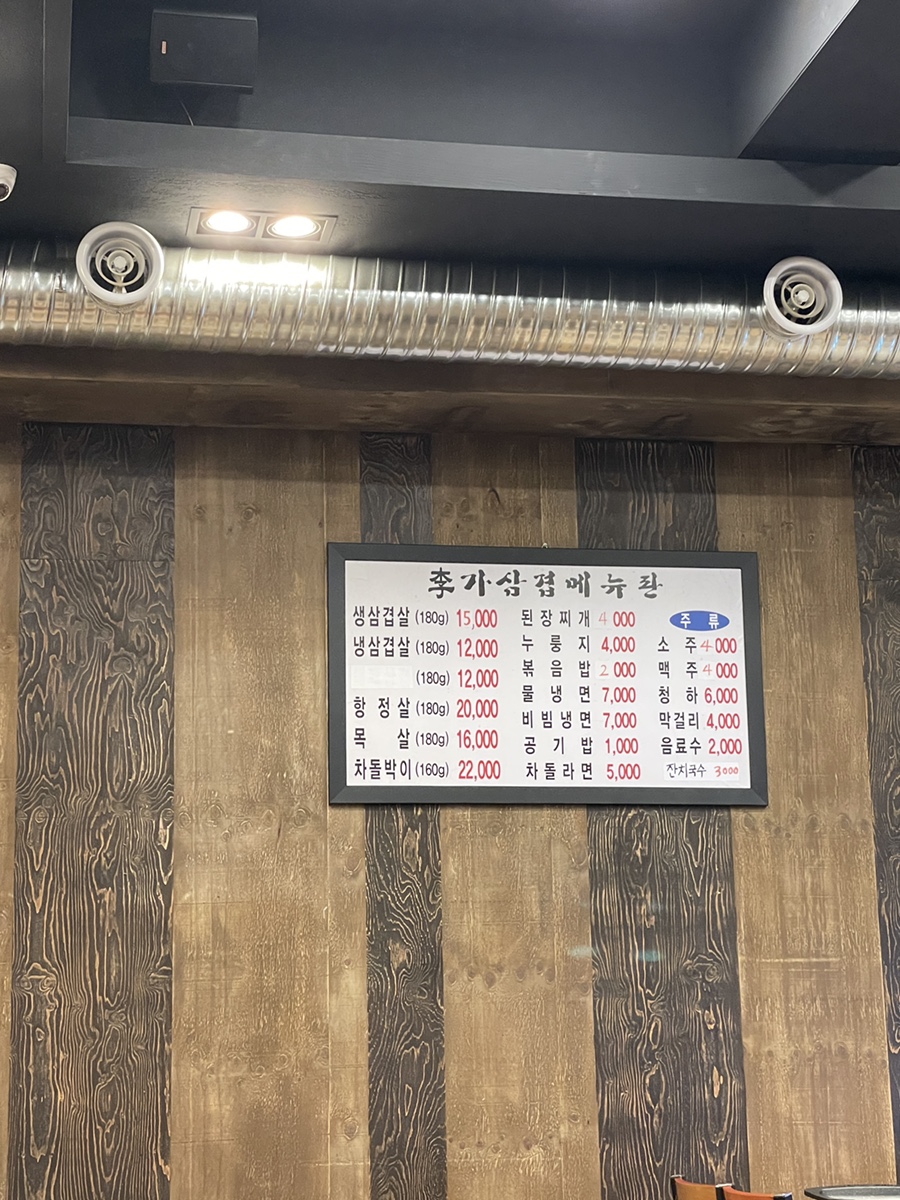 李가삼겹메뉴판
생삼겹살 (180g) 15,000
냉삼겹살 (180g) 12,000
(180g) 12,000
항정살 (180g) 20,000
목살 (180g) 16,000
차돌박이 (160g) 22,000
된장찌개 4 000
누룽지 4,000
볶음밥 2 000
물냉면 7,000
비빔냉면 7,000
공기밥 1,000
차돌라면 5,000
주류
소주 4 000
맥주 4 000
청하 6,000
막걸리 4,000
음료수 2,000
잔치국수 3000